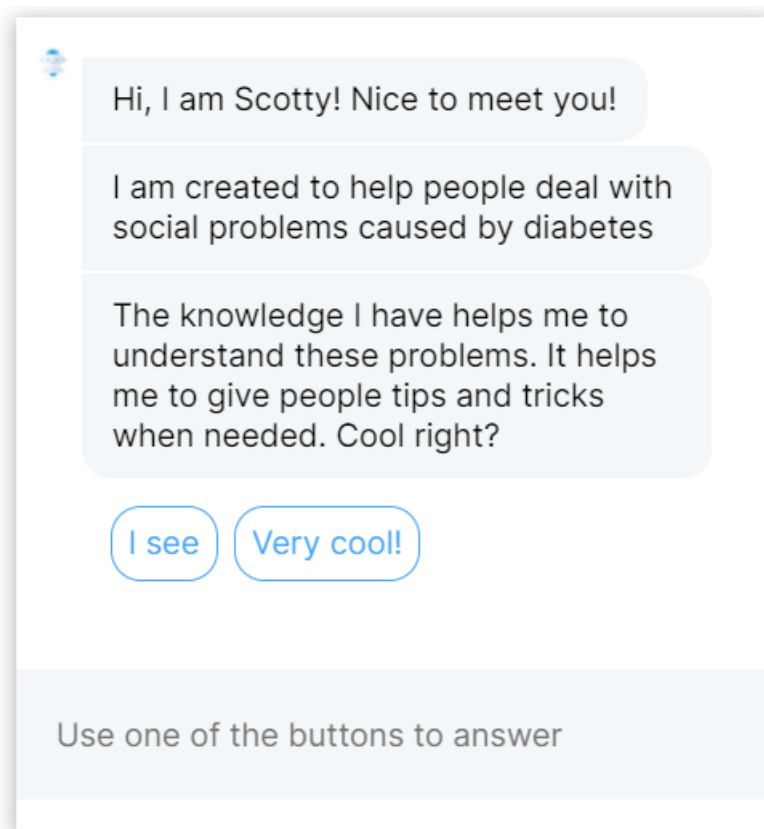 Hi, I am Scotty! Nice to meet you!
I am created to help people deal with
social problems caused by diabetes
The knowledge I have helps me to
understand these problems. It helps
me to give people tips and tricks
when needed. Cool right?
I see
Very cool!
Use one of the buttons to answer